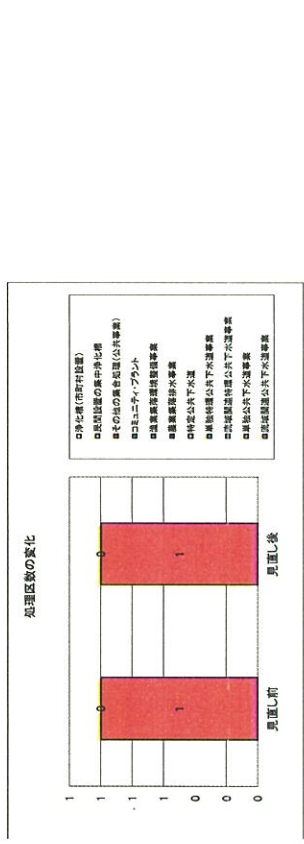 処理区数の変化
1
1
1
1
0
0
0
0
1
0
1
見直し前
見直し後
浄化槽(市町村設置)
民間設置の集中浄化槽
その他の集合処理(公共事業)
コミュニティ・プラント
漁業集落環境整備事業
農業集落排水事業
特定公共下水道
単独特環公共下水道事業
流域関連特環公共下水道事業
単独公共下水道事業
流域関連公共下水道事業